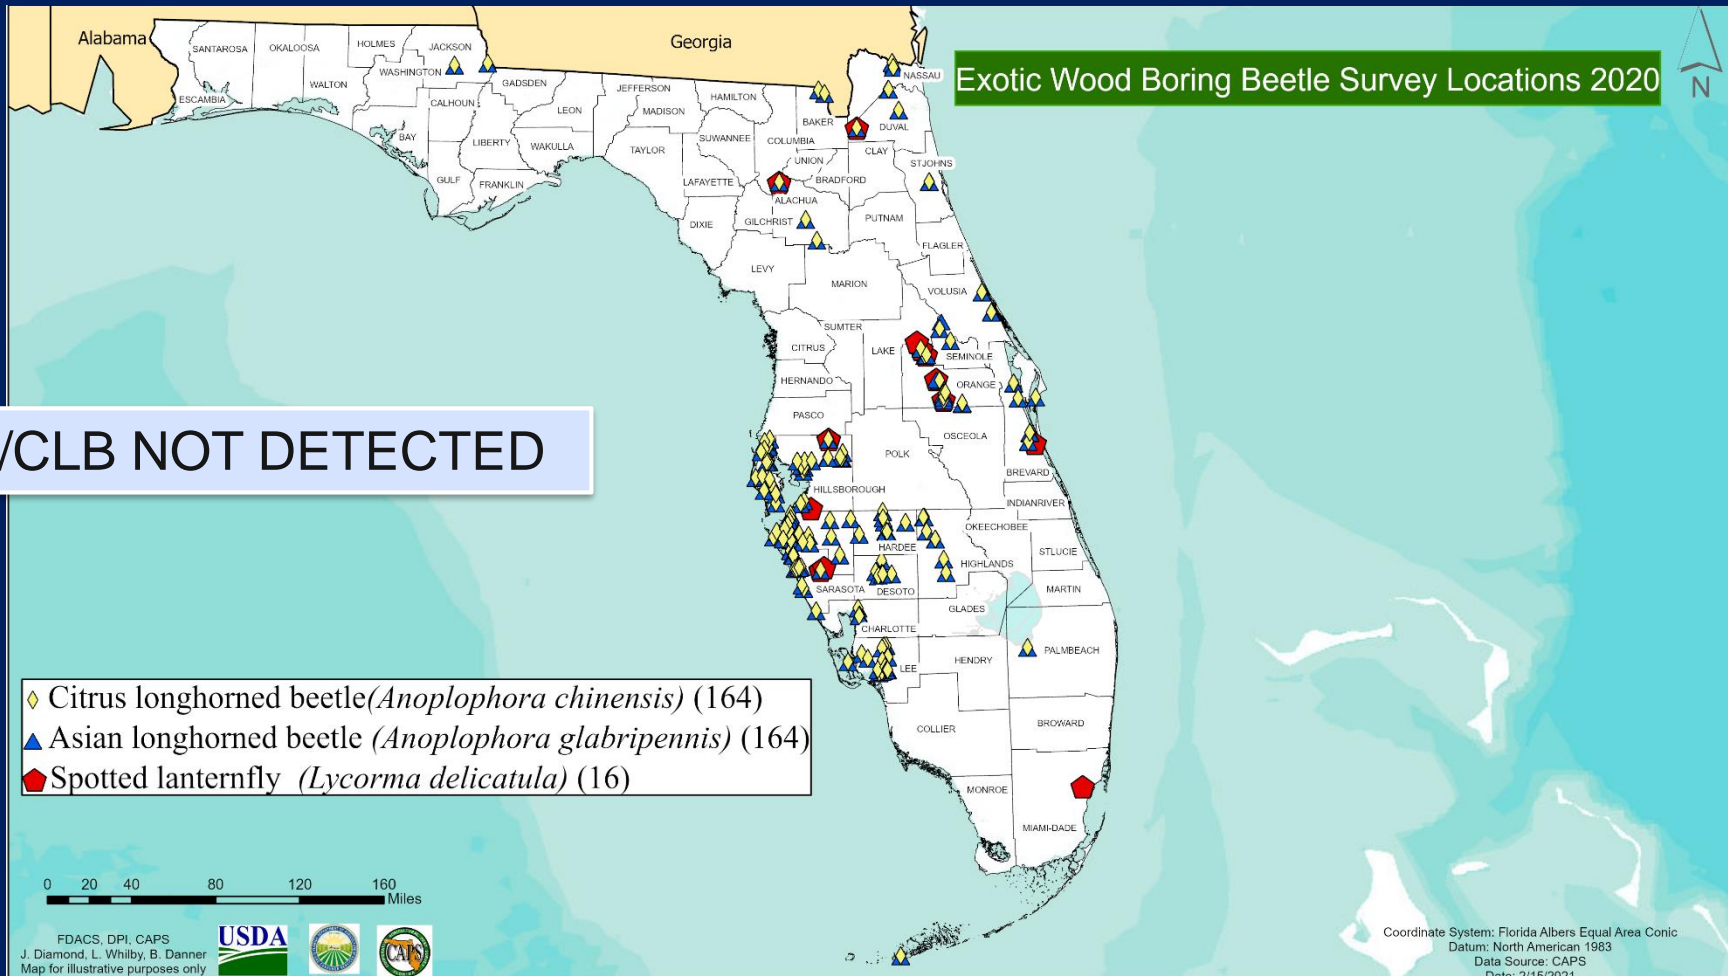 Alabama
Georgia
Exotic Wood Boring Beetle Survey Locations 2020
N
SANTAROSA
OKALOOSA
HOLMES
JACKSON
WASHINGTON
WALTON
ESCAMBIA
GADSDEN
CALHOUN
LEON
JEFFERSON
MADISON
HAMILTON
BAY
LIBERTY
WAKULLA
TAYLOR
SUWANNEE
COLUMBIA
BAKER
NASSAU
DUVAL
GULF
FRANKLIN
LAFAYETTE
UNION
BRADFORD
CLAY
STJOHNS
DIXIE
GILCHRIST
ALACHUA
PUTNAM
FLAGLER
LEVY
MARION
VOLUSIA
SUMTER
CITRUS
LAKE
SEMINOLE
HERNANDO
ORANGE
PASCO
OSCEOLA
POLK
BREVARD
HILLSBOROUGH
INDIANRIVER
OKEECHOBEE
HARDEE
STLUCIE
HIGHLANDS
SARASOTA
DESOTO
MARTIN
GLADES
CHARLOTTE
LEE
HENDRY
PALMBEACH
COLLIER
BROWARD
MONROE
MIAMI-DADE
/CLB NOT DETECTED
Citrus longhorned beetle(Anoplophora chinensis) (164)
Asian longhorned beetle (Anoplophora glabripennis) (164)
Spotted lanternfly (Lycorma delicatula) (16)
0 20 40 80 120 160
Miles
FDACS, DPI, CAPS
J. Diamond, L. Whilby, B. Danner
Map for illustrative purposes only
USDA
CAPS
Coordinate System: Florida Albers Equal Area Conic
Datum: North American 1983
Data Source: CAPS
Date: 2/15/2021